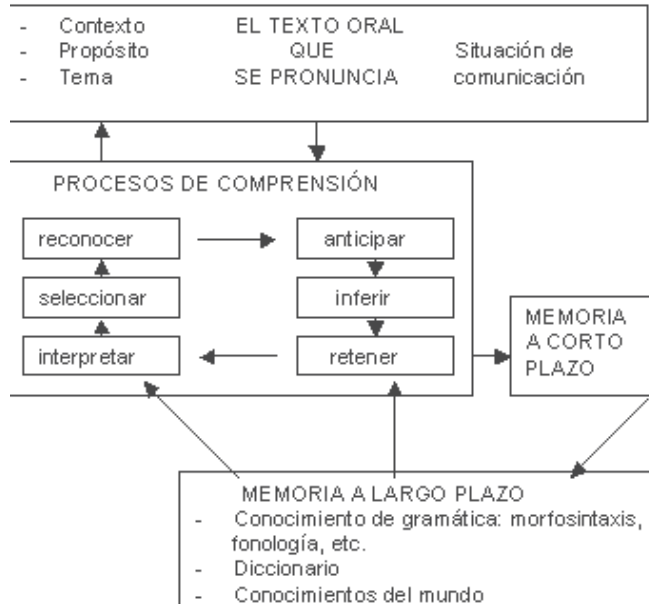 - Contexto EL TEXTO ORAL
- Propósito QUE Situación de
- Tema SE PRONUNCIA comunicación
PROCESOS DE COMPRENSIÓN
reconocer anticipar
seleccionar inferir
interpretar retener
MEMORIA
A CORTO
PLAZO
MEMORIA A LARGO PLAZO
- Conocimiento de gramática: morfosintaxis,
fonología, etc.
- Diccionario
- Conocimientos del mundo